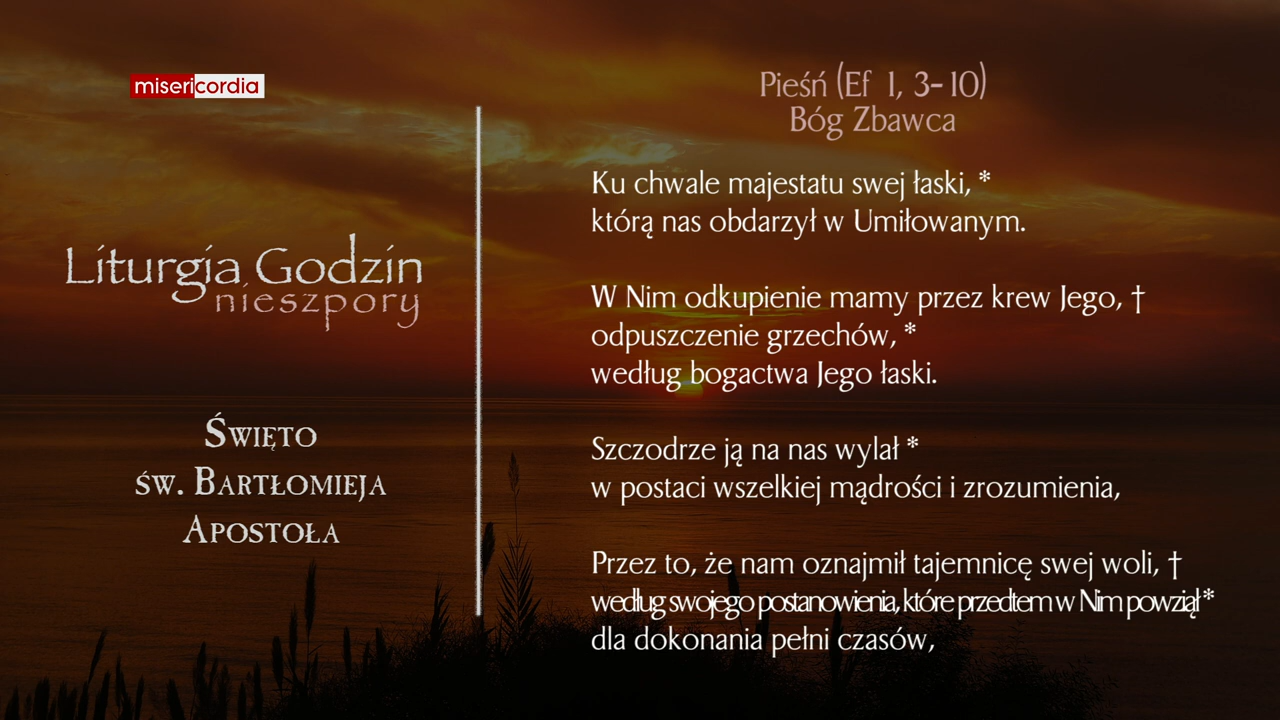 misericordia
Liturgia Godzin
nieszpory
Święto
św. Bartłomieja
Apostoła
Pieśń (Ef 1, 3-10)
Bóg Zbawca
Ku chwale majestatu swej łaski, *
którą nas obdarzył w Umiłowanym.
W Nim odkupienie mamy przez krew Jego, †
odpuszczenie grzechów, *
według bogactwa Jego łaski.
Szczodrze ją na nas wylał *
w postaci wszelkiej mądrości i zrozumienia,
Przez to, że nam oznajmił tajemnicę swej woli, †
według swojego postanowienia, które przedtem w Nim powziął *
dla dokonania pełni czasów,